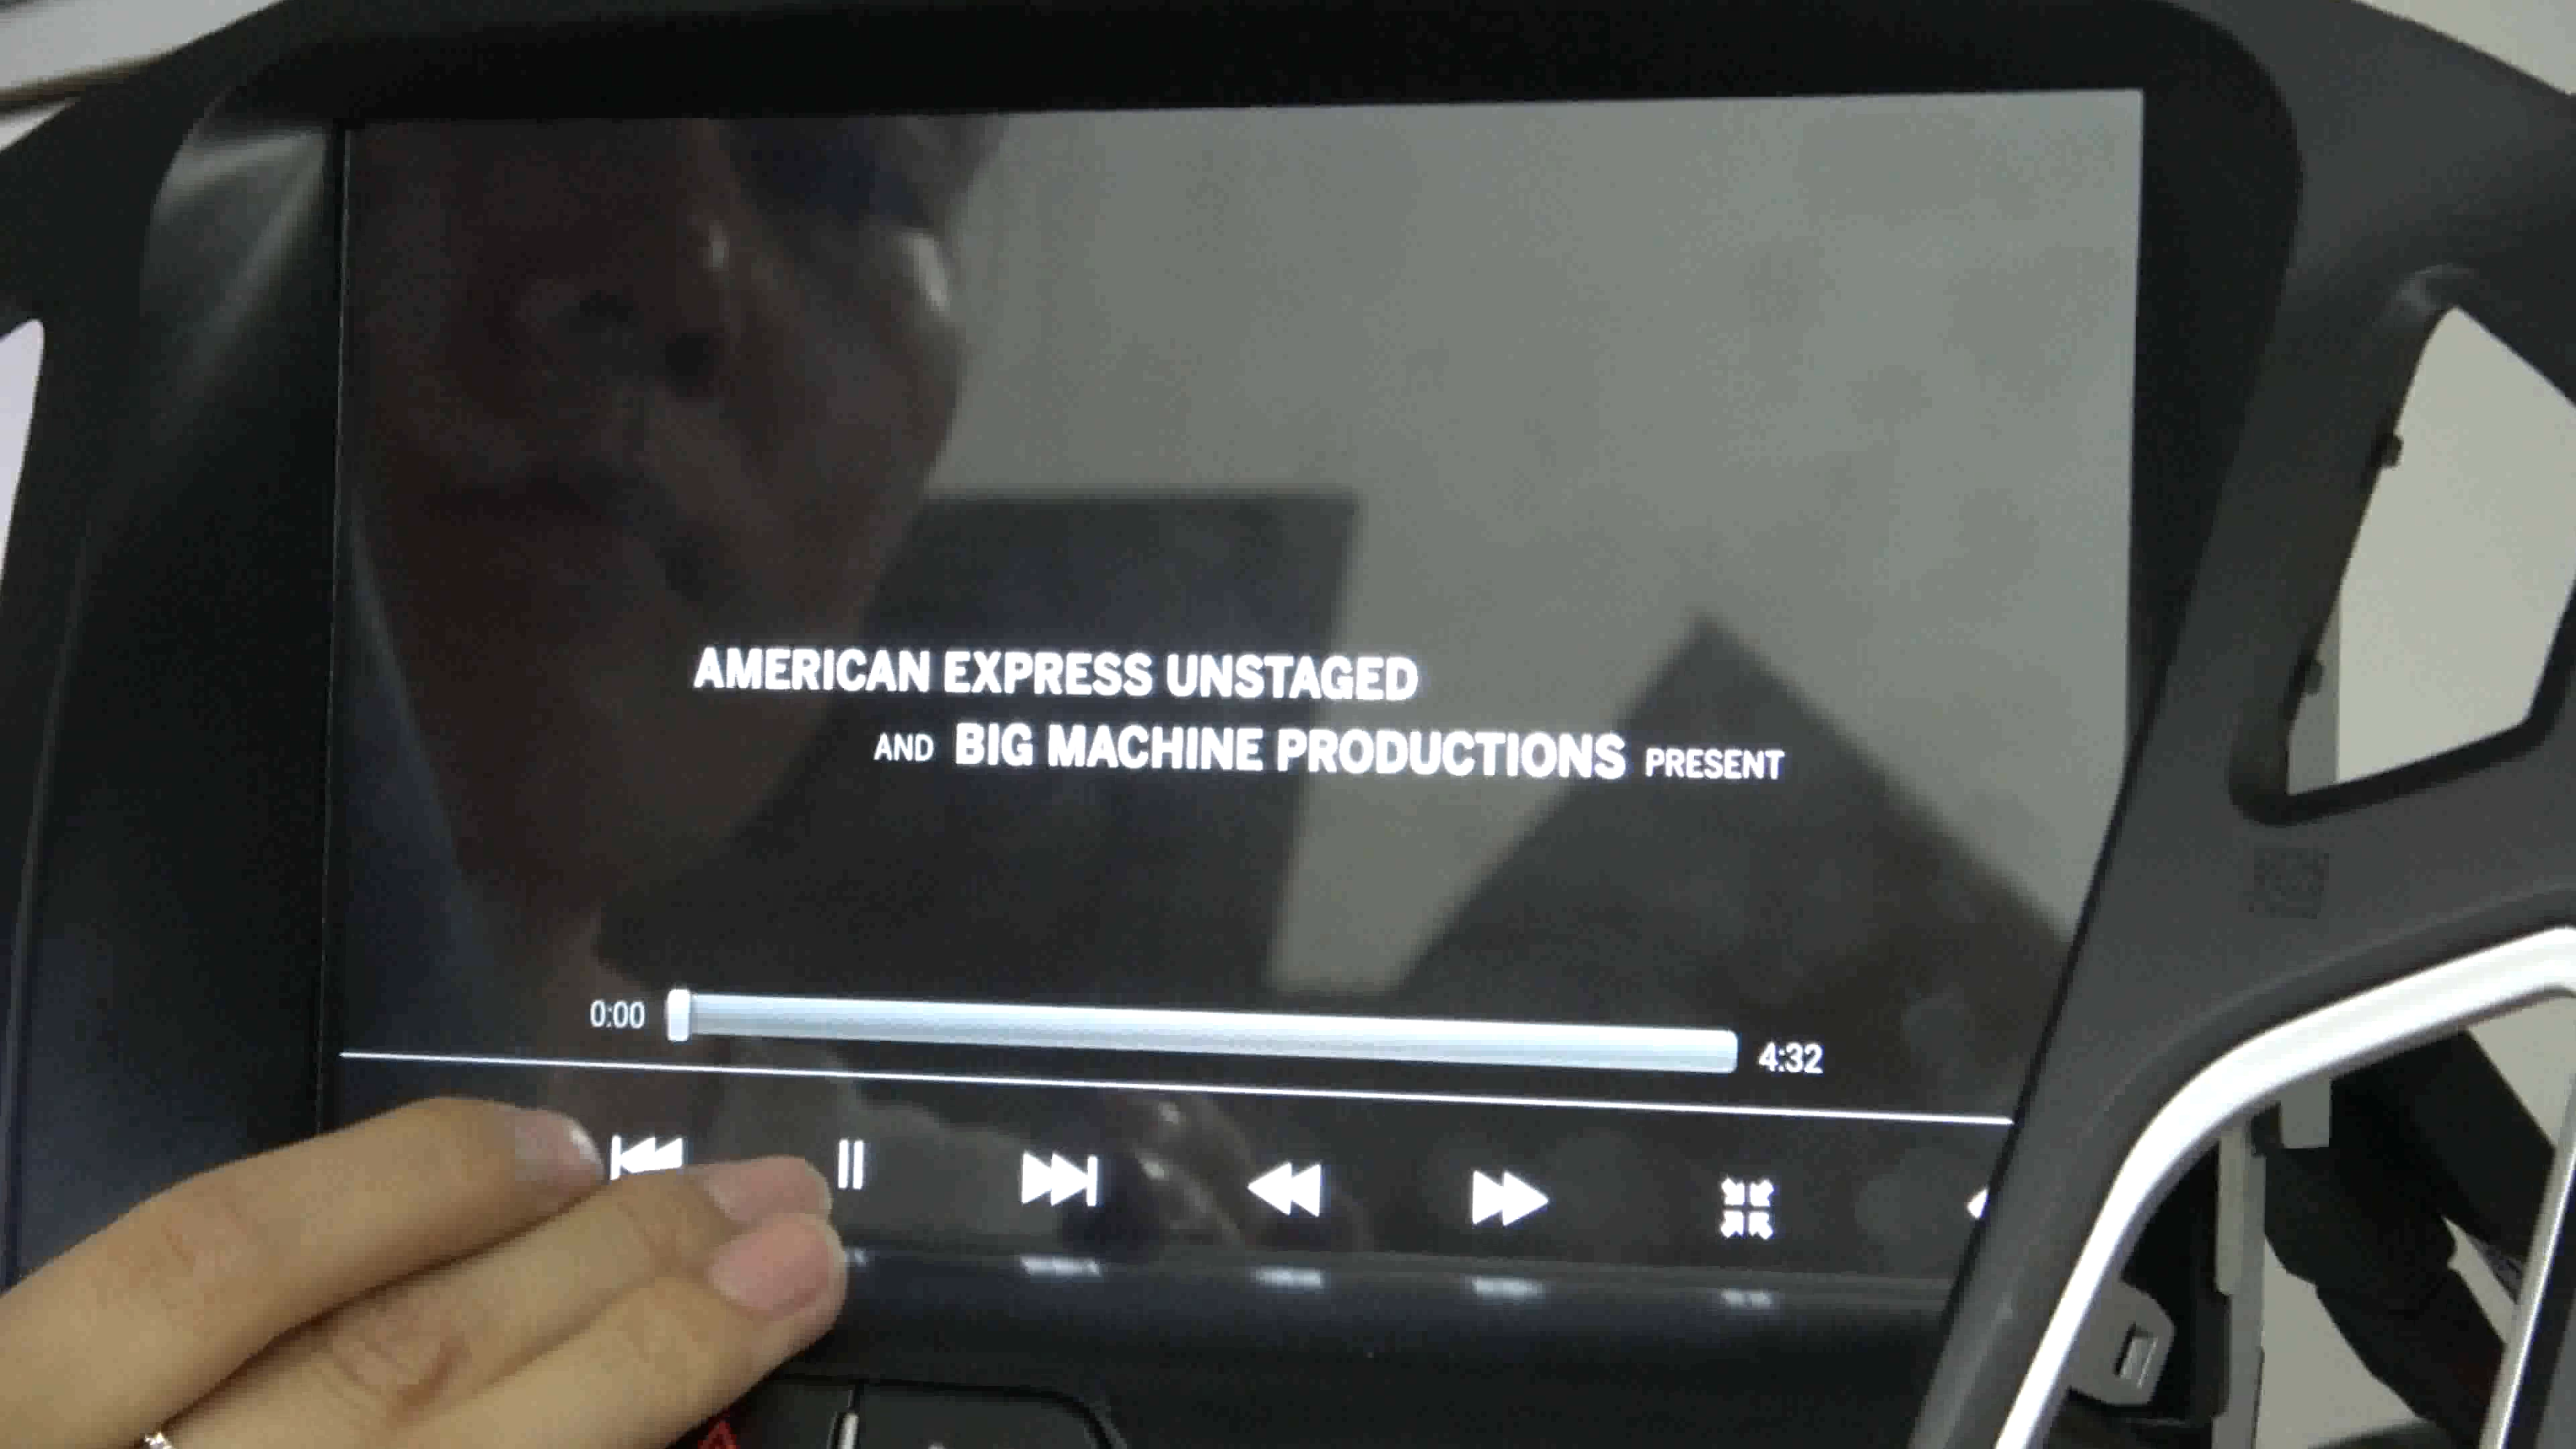 AMERICAN EXPRESS UNSTAGED
AND BIG MACHINE PRODUCTIONS PRESENT
0:00
4:32